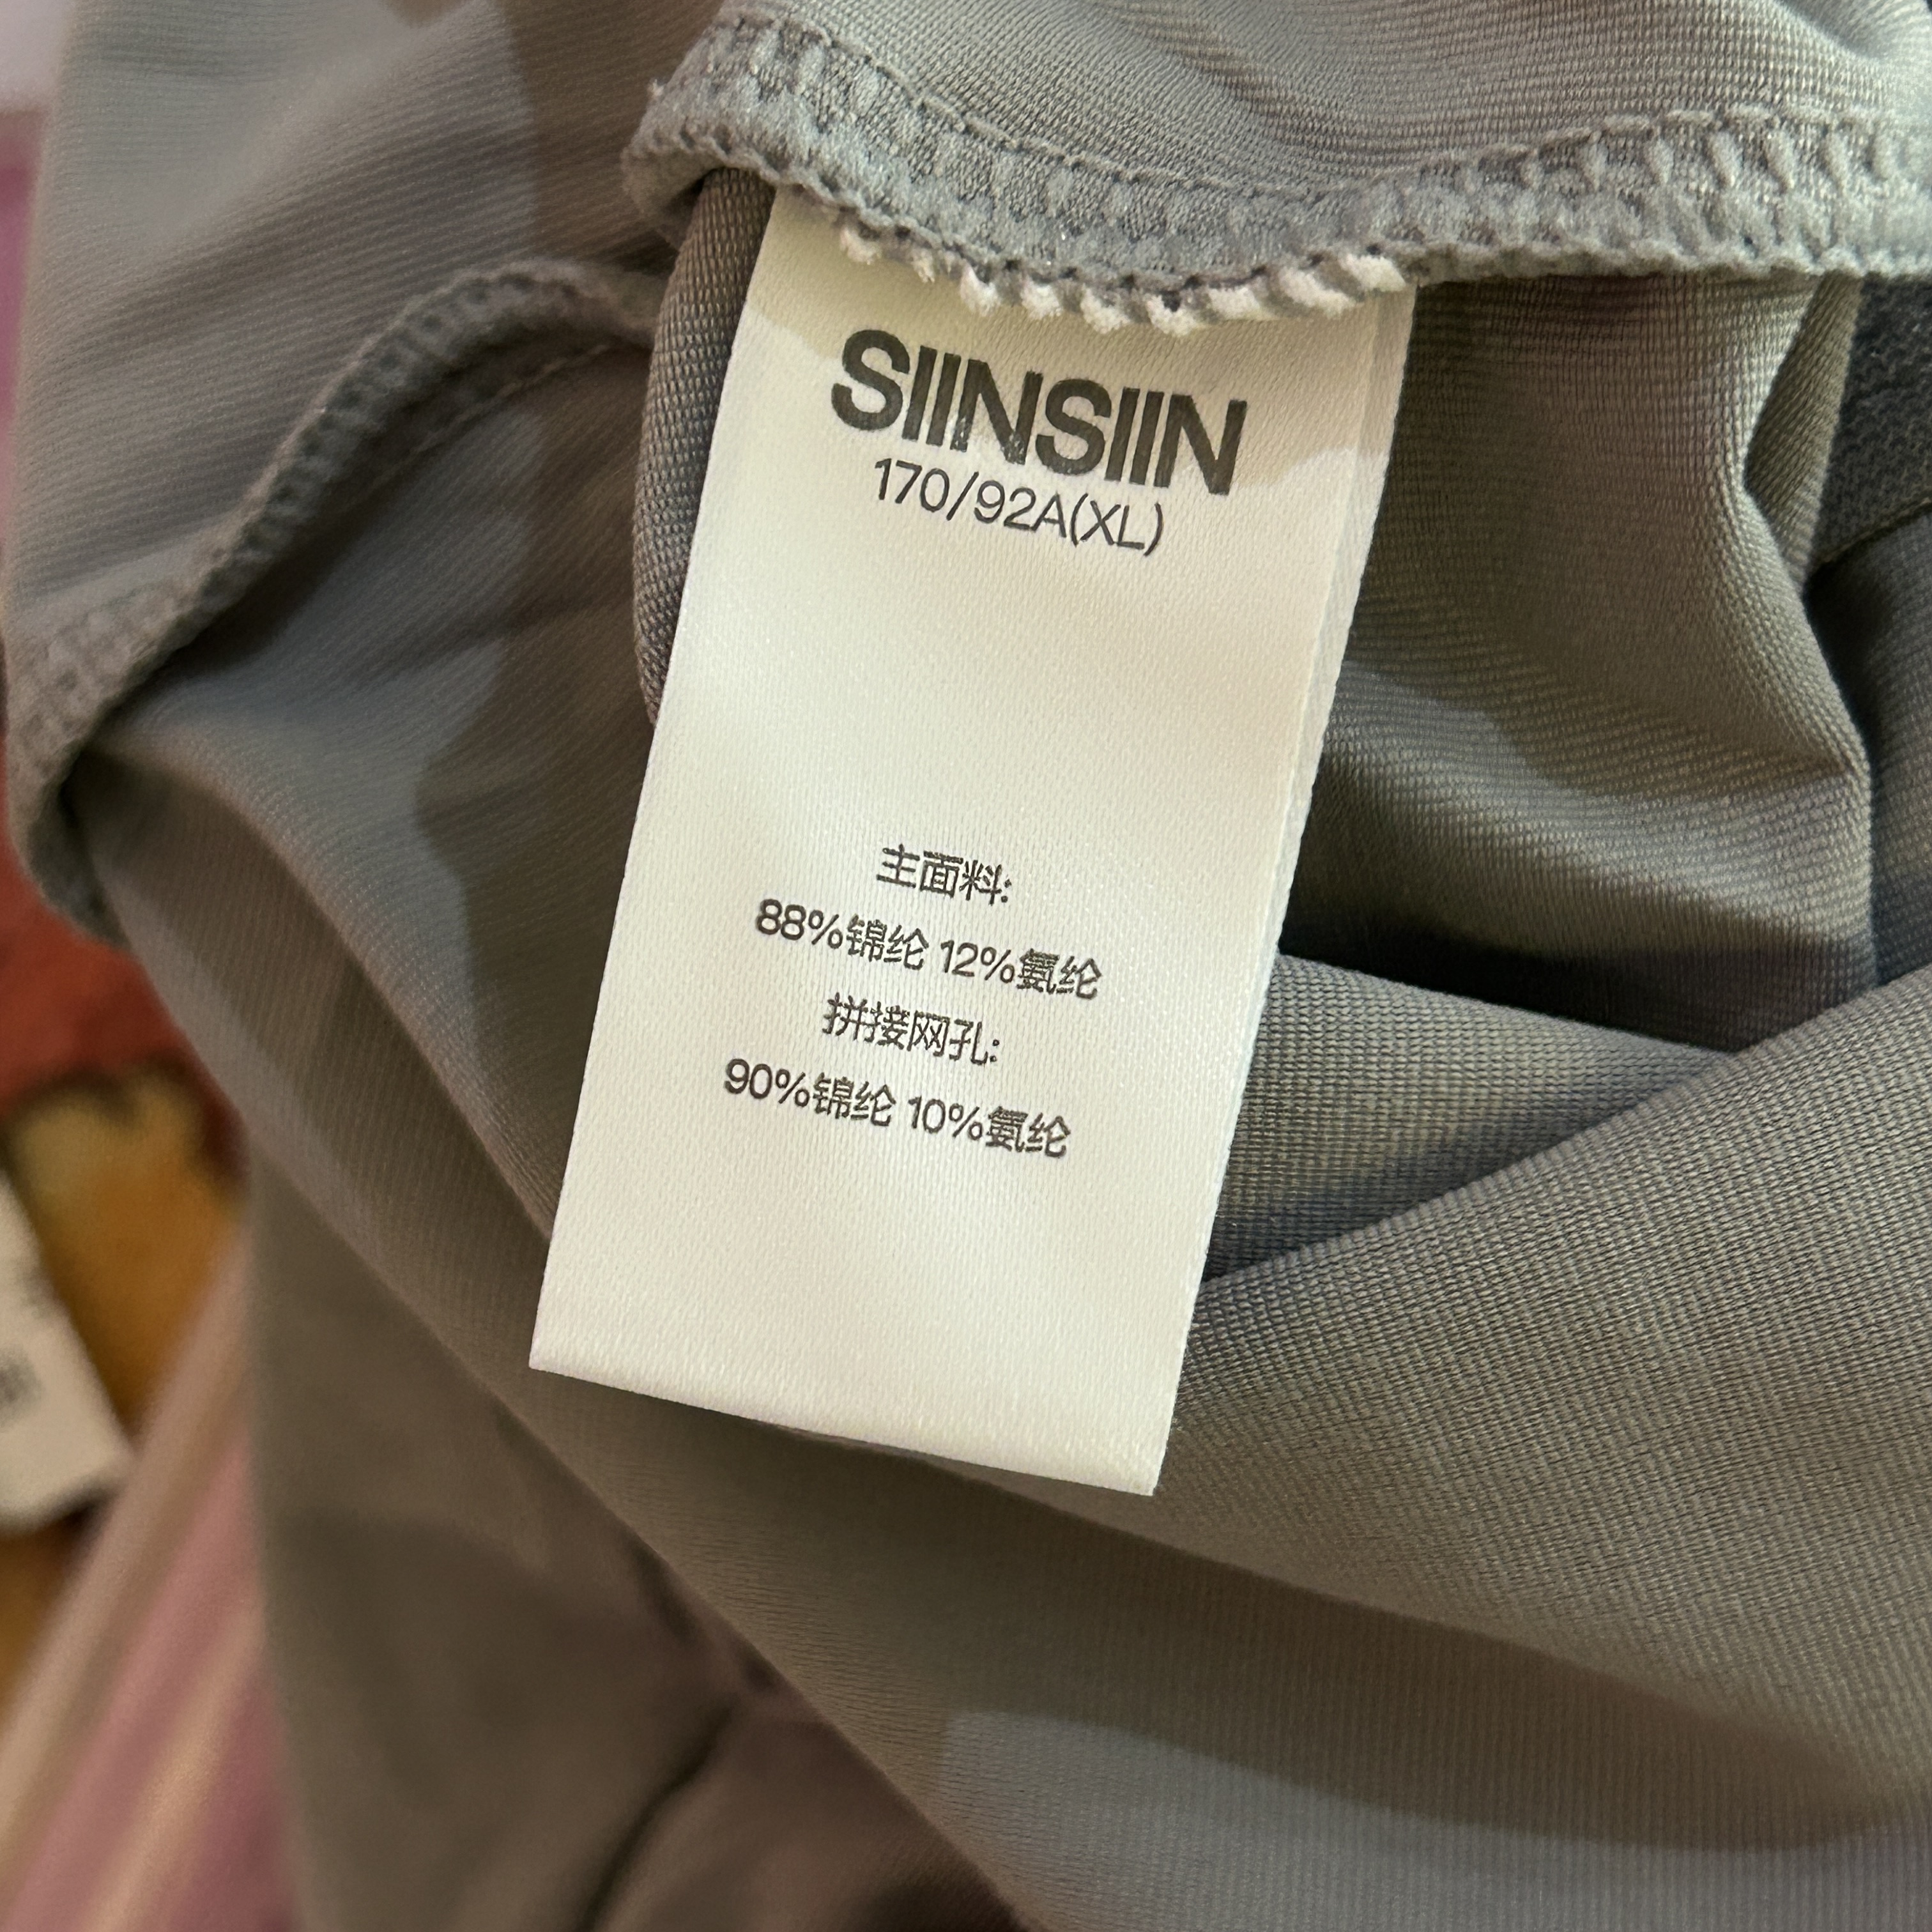 SIINSIIN
170/92A(XL)
主面料:
88%锦纶 12%氨纶
拼接网孔:
90%锦纶 10%氨纶